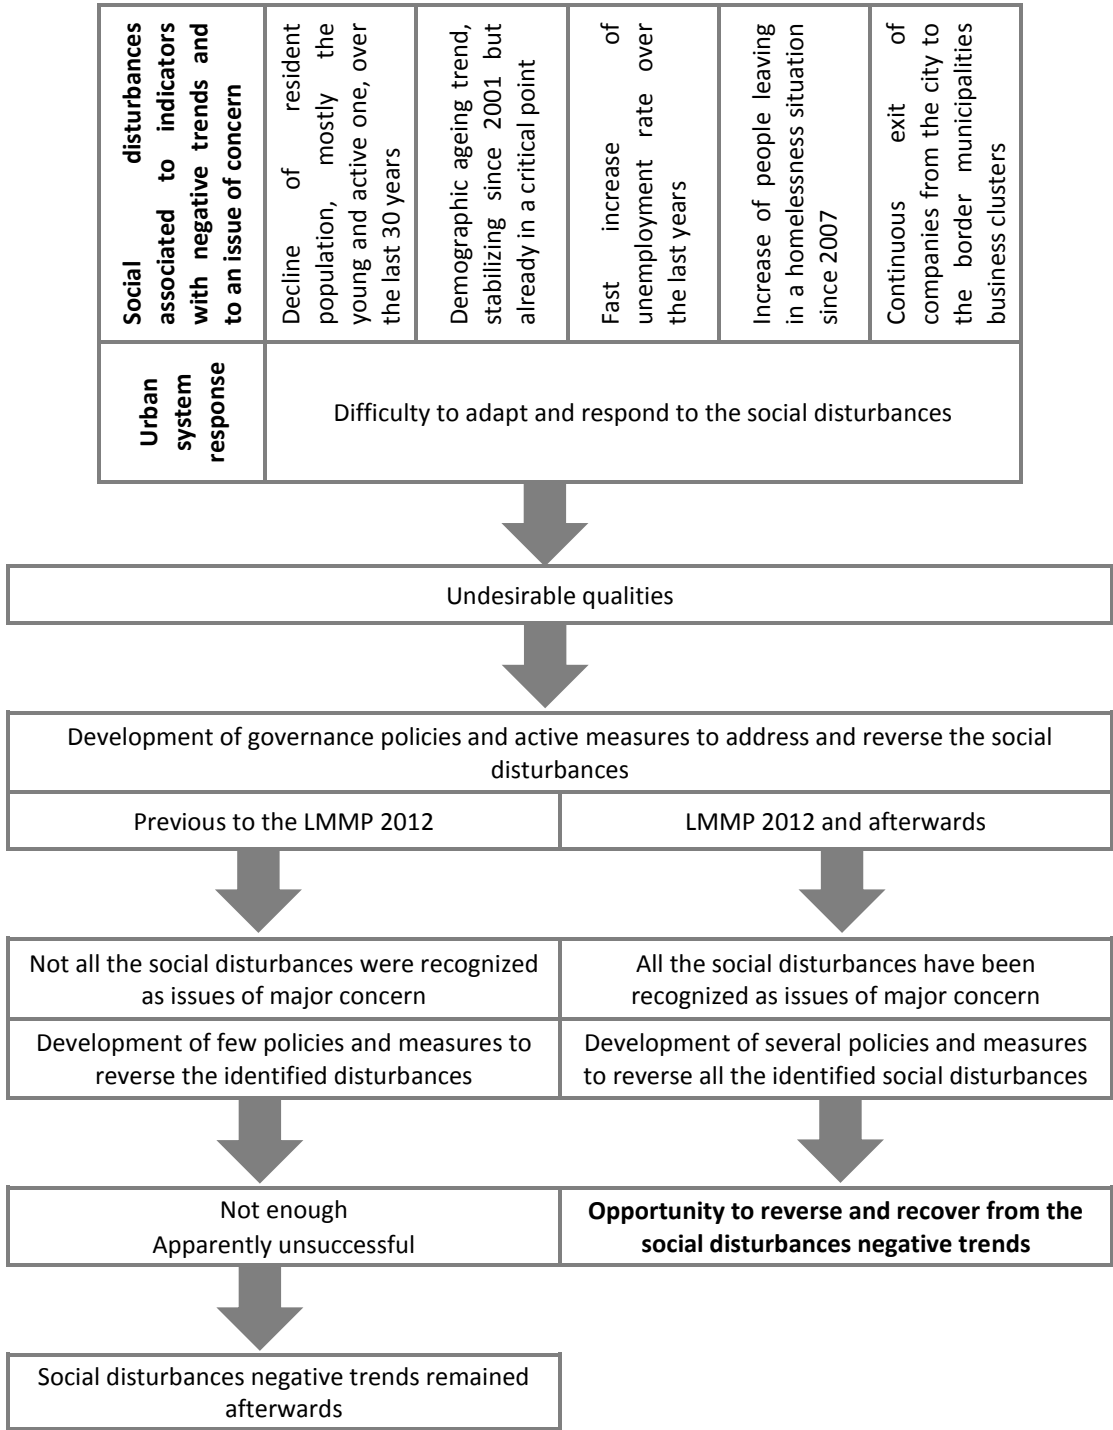 Social disturbances
associated to indicators
with negative trends and
to an issue of concern
Decline of resident
population, mostly the
young and active one, over
the last 30 years
Demographic ageing trend,
stabilizing since 2001 but
already in a critical point
Fast increase of
unemployment rate over
the last years
Increase of people leaving
in a homelessness situation
since 2007
Continuous exit of
companies from the city to
the border municipalities
business clusters
Urban
system
response
Difficulty to adapt and respond to the social disturbances
Undesirable qualities
Development of governance policies and active measures to address and reverse the social
disturbances
Previous to the LMMP 2012
LMMP 2012 and afterwards
Not all the social disturbances were recognized
as issues of major concern
All the social disturbances have been
recognized as issues of major concern
Development of few policies and measures to
reverse the identified disturbances
Development of several policies and measures
to reverse all the identified social disturbances
Not enough
Apparently unsuccessful
Opportunity to reverse and recover from the
social disturbances negative trends
Social disturbances negative trends remained
afterwards